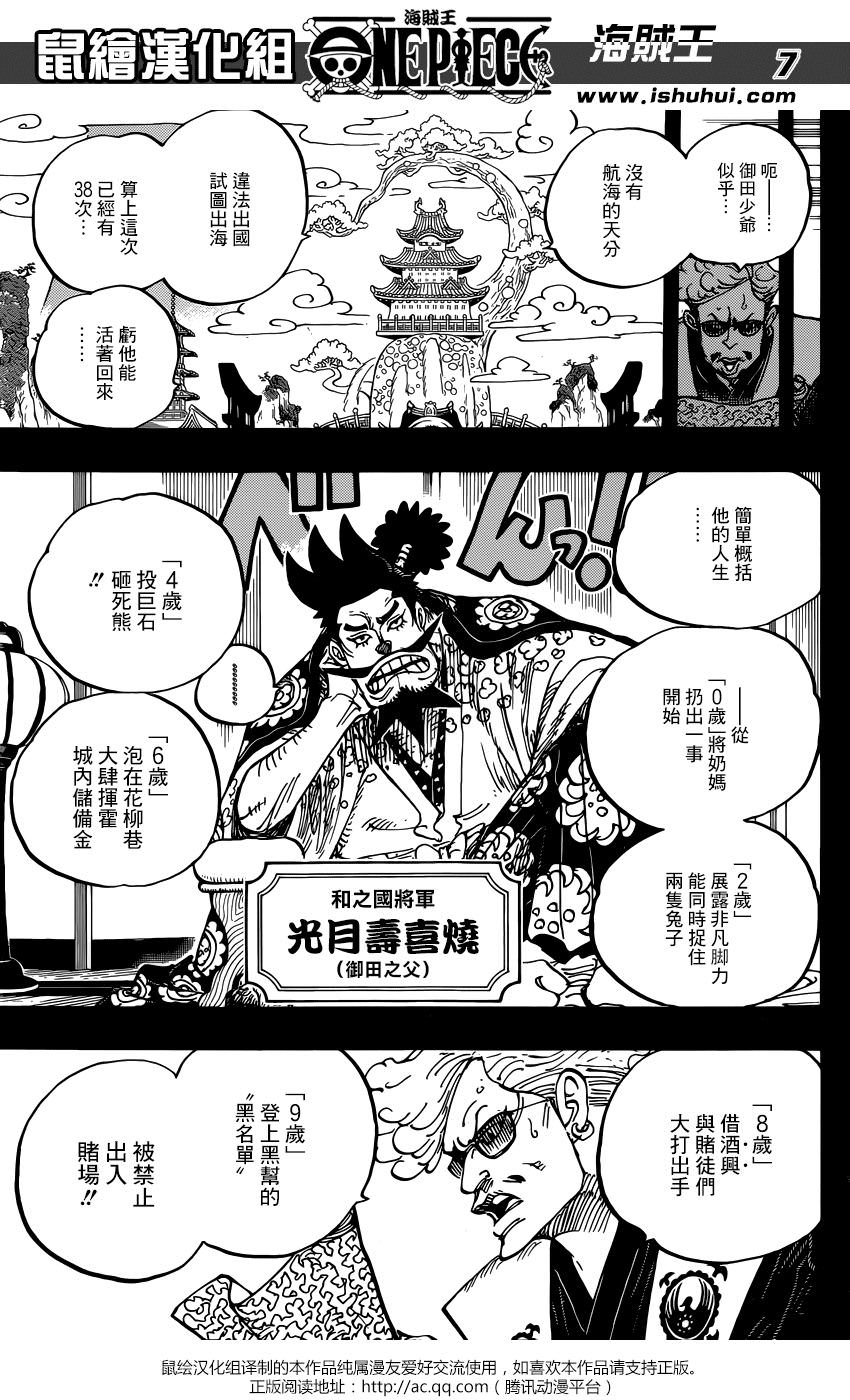 鼠繪漢化組
海賊王
ONE PIECE
海賊王
7
www.ishuhui.com
呃——…
御田少爺
似乎…
沒有
航海的天分
違法出國
試圖出海
算上這次
已經有
38次…
虧他能
活著回來
……
簡單概括
他的人生
……
——從
「0歲」將奶媽
扔出一事
開始
「2歲」
展露非凡脚力
能同時捉住
兩隻兔子
んっ!
「4歲」
投巨石
砸死熊
!!
………
「6歲」
泡在花柳巷
大肆揮霍
城內儲備金
和之國將軍
光月壽喜燒
(御田之父)
「8歲」
借酒興
與賭徒們
大打出手
「9歲」
登上黑幫的
〝黑名單〞
被禁止
出入
賭場!!
鼠绘汉化组译制的本作品纯属漫友爱好交流使用，如喜欢本作品请支持正版。
正版阅读地址：http://ac.qq.com（腾讯动漫平台）